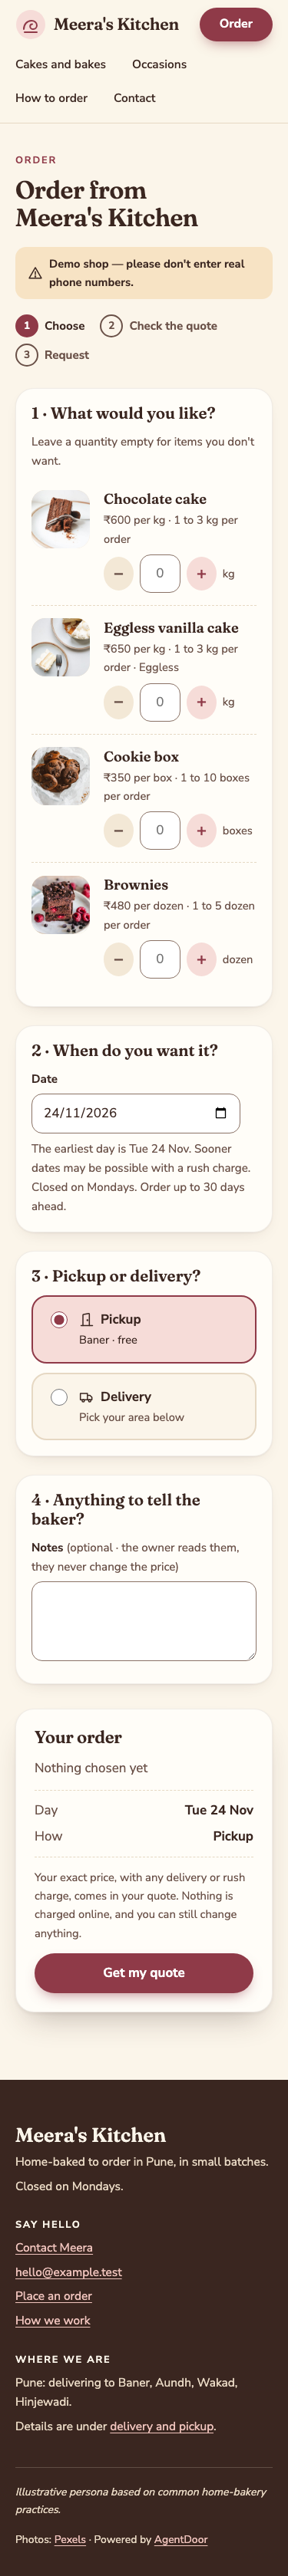 Meera's Kitchen
Order
Cakes and bakes
Occasions
How to order
Contact
ORDER
Order from
Meera's Kitchen
Demo shop — please don't enter real
phone numbers.
1 Choose
2 Check the quote
3 Request
1 · What would you like?
Leave a quantity empty for items you don't
want.
Chocolate cake
₹600 per kg · 1 to 3 kg per
order
− 0 + kg
Eggless vanilla cake
₹650 per kg · 1 to 3 kg per
order · Eggless
− 0 + kg
Cookie box
₹350 per box · 1 to 10 boxes
per order
− 0 + boxes
Brownies
₹480 per dozen · 1 to 5 dozen
per order
− 0 + dozen
2 · When do you want it?
Date
24/11/2026
The earliest day is Tue 24 Nov. Sooner
dates may be possible with a rush charge.
Closed on Mondays. Order up to 30 days
ahead.
3 · Pickup or delivery?
Pickup
Baner · free
Delivery
Pick your area below
4 · Anything to tell the
baker?
Notes (optional · the owner reads them,
they never change the price)
Your order
Nothing chosen yet
Day Tue 24 Nov
How Pickup
Your exact price, with any delivery or rush
charge, comes in your quote. Nothing is
charged online, and you can still change
anything.
Get my quote
Meera's Kitchen
Home-baked to order in Pune, in small batches.
Closed on Mondays.
SAY HELLO
Contact Meera
hello@example.test
Place an order
How we work
WHERE WE ARE
Pune: delivering to Baner, Aundh, Wakad,
Hinjewadi.
Details are under delivery and pickup.
Illustrative persona based on common home-bakery
practices.
Photos: Pexels · Powered by AgentDoor